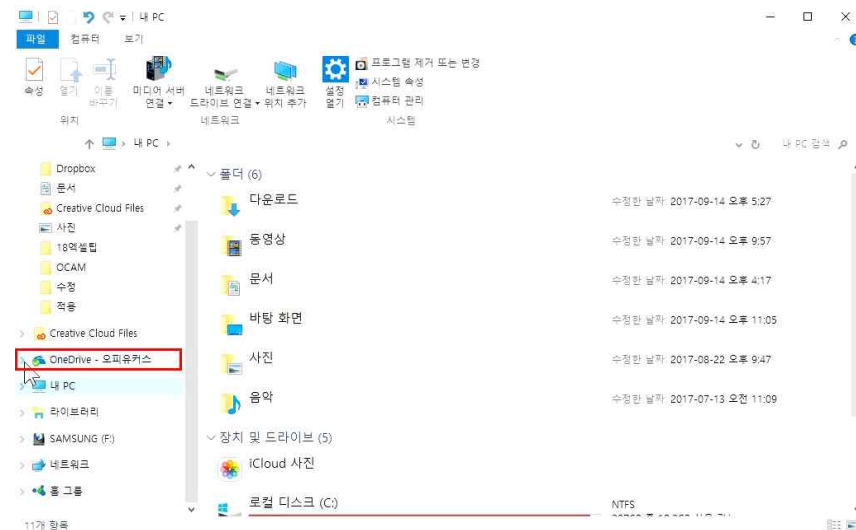 내 PC
파일 컴퓨터 보기
속성 열기 이름 바꾸기 미디어 서버 연결 네트워크 드라이브 연결 네트워크 위치 추가 설정 열기 프로그램 제거 또는 변경
시스템 속성
컴퓨터 관리
위치 네트워크 시스템
내 PC 내 PC 검색
Dropbox
문서
Creative Cloud Files
사진
18엑셀팁
OCAM
수정
적용
Creative Cloud Files
OneDrive - 오피유커스
내 PC
라이브러리
SAMSUNG (F:)
네트워크
홈 그룹
폴더 (6)
다운로드 수정한 날짜: 2017-09-14 오후 5:27
동영상 수정한 날짜: 2017-09-14 오후 9:57
문서 수정한 날짜: 2017-09-14 오후 4:17
바탕 화면 수정한 날짜: 2017-09-14 오후 11:05
사진 수정한 날짜: 2017-08-22 오후 9:47
음악 수정한 날짜: 2017-07-13 오전 11:09
장치 및 드라이브 (5)
iCloud 사진
로컬 디스크 (C:) NTFS
11개 항목